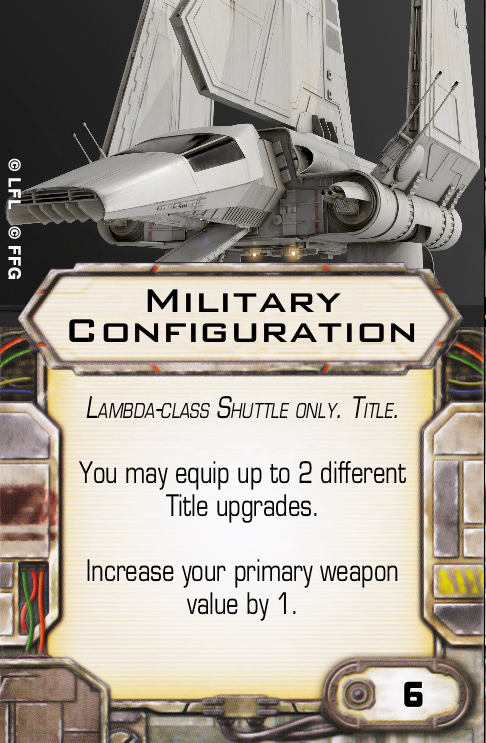 © LFL © FFG
MILITARY
CONFIGURATION
LAMBDA-CLASS SHUTTLE ONLY. TITLE.
You may equip up to 2 different
Title upgrades.
Increase your primary weapon
value by 1.
6